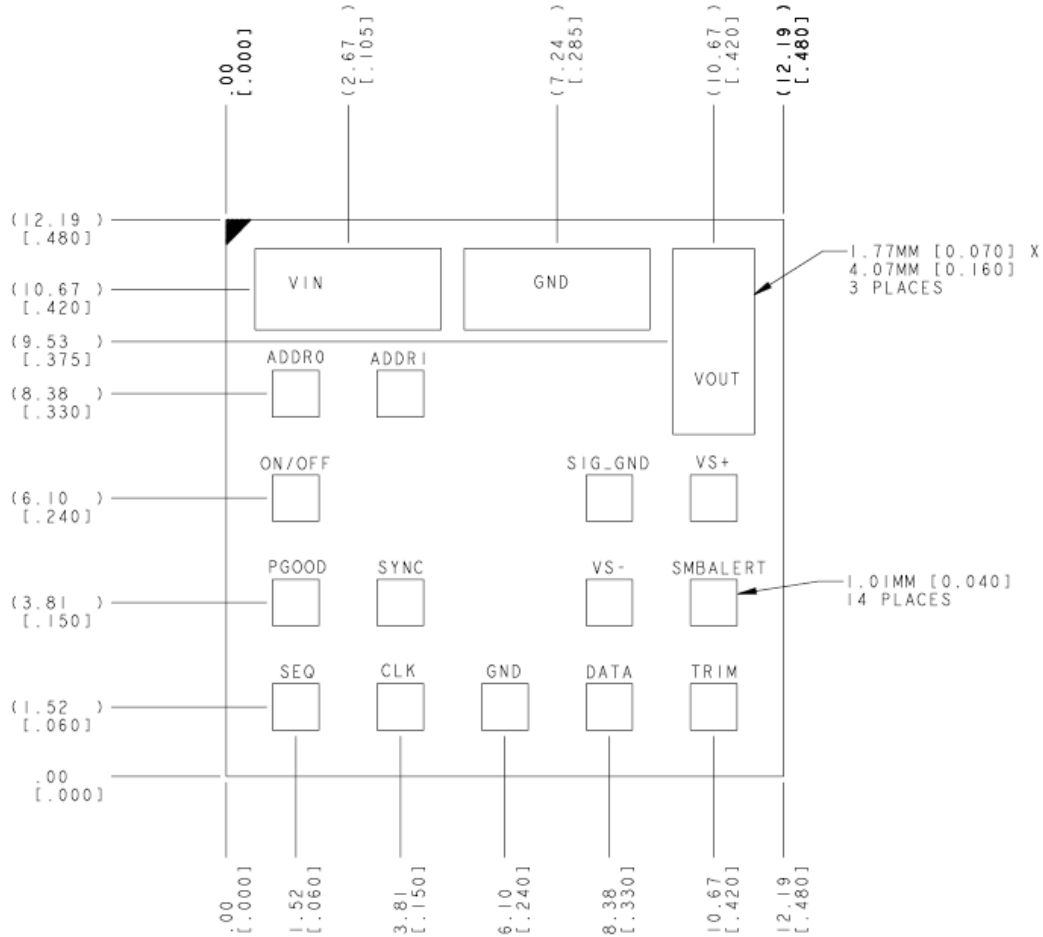 .00
[.000]
(2.67 )
[.105]
(7.24 )
[.285]
(10.67 )
[.420]
(12.19 )
[.480]
(12.19 )
[.480]
(10.67 )
[.420]
(9.53 )
[.375]
(8.38 )
[.330]
(6.10 )
[.240]
(3.81 )
[.150]
(1.52 )
[.060]
.00
[.000]
VIN
GND
VOUT
1.77MM [0.070] X
4.07MM [0.160]
3 PLACES
ADDR0
ADDR1
ON/OFF
SIG_GND
VS+
PGOOD
SYNC
VS-
SMBALERT
1.01MM [0.040]
14 PLACES
SEQ
CLK
GND
DATA
TRIM
.00
[.000]
1.52
[.060]
3.81
[.150]
6.10
[.240]
8.38
[.330]
10.67
[.420]
12.19
[.480]